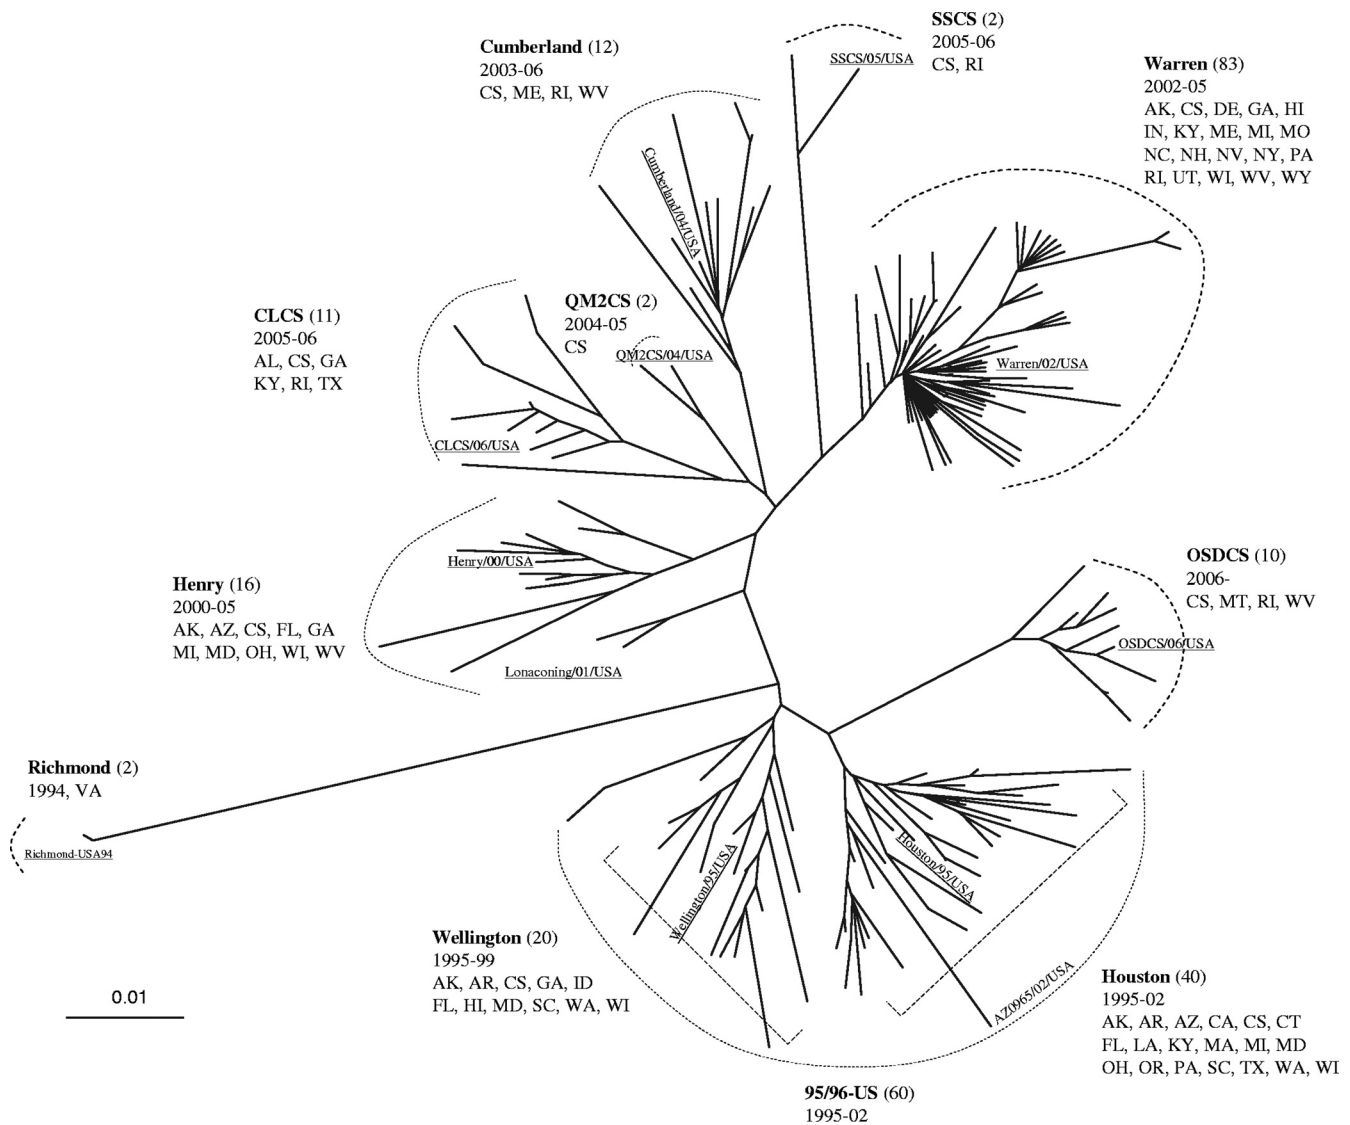 SSCS (2)
2005-06
CS, RI
SSCS/05/USA
Cumberland (12)
2003-06
CS, ME, RI, WV
Cumberland/04/USA
Warren (83)
2002-05
AK, CS, DE, GA, HI
IN, KY, ME, MI, MO
NC, NH, NV, NY, PA
RI, UT, WI, WV, WY
Warren/02/USA
QM2CS (2)
2004-05
CS
QM2CS/04/USA
CLCS (11)
2005-06
AL, CS, GA
KY, RI, TX
CLCS/06/USA
Henry (16)
2000-05
AK, AZ, CS, FL, GA
MI, MD, OH, WI, WV
Henry/00/USA
Lonaconing/01/USA
OSDCS (10)
2006-
CS, MT, RI, WV
OSDCS/06/USA
Richmond (2)
1994, VA
Richmond-USA94
Wellington/95/USA
Houston/95/USA
AZ0965/02/USA
Wellington (20)
1995-99
AK, AR, CS, GA, ID
FL, HI, MD, SC, WA, WI
Houston (40)
1995-02
AK, AR, AZ, CA, CS, CT
FL, LA, KY, MA, MI, MD
OH, OR, PA, SC, TX, WA, WI
0.01
95/96-US (60)
1995-02